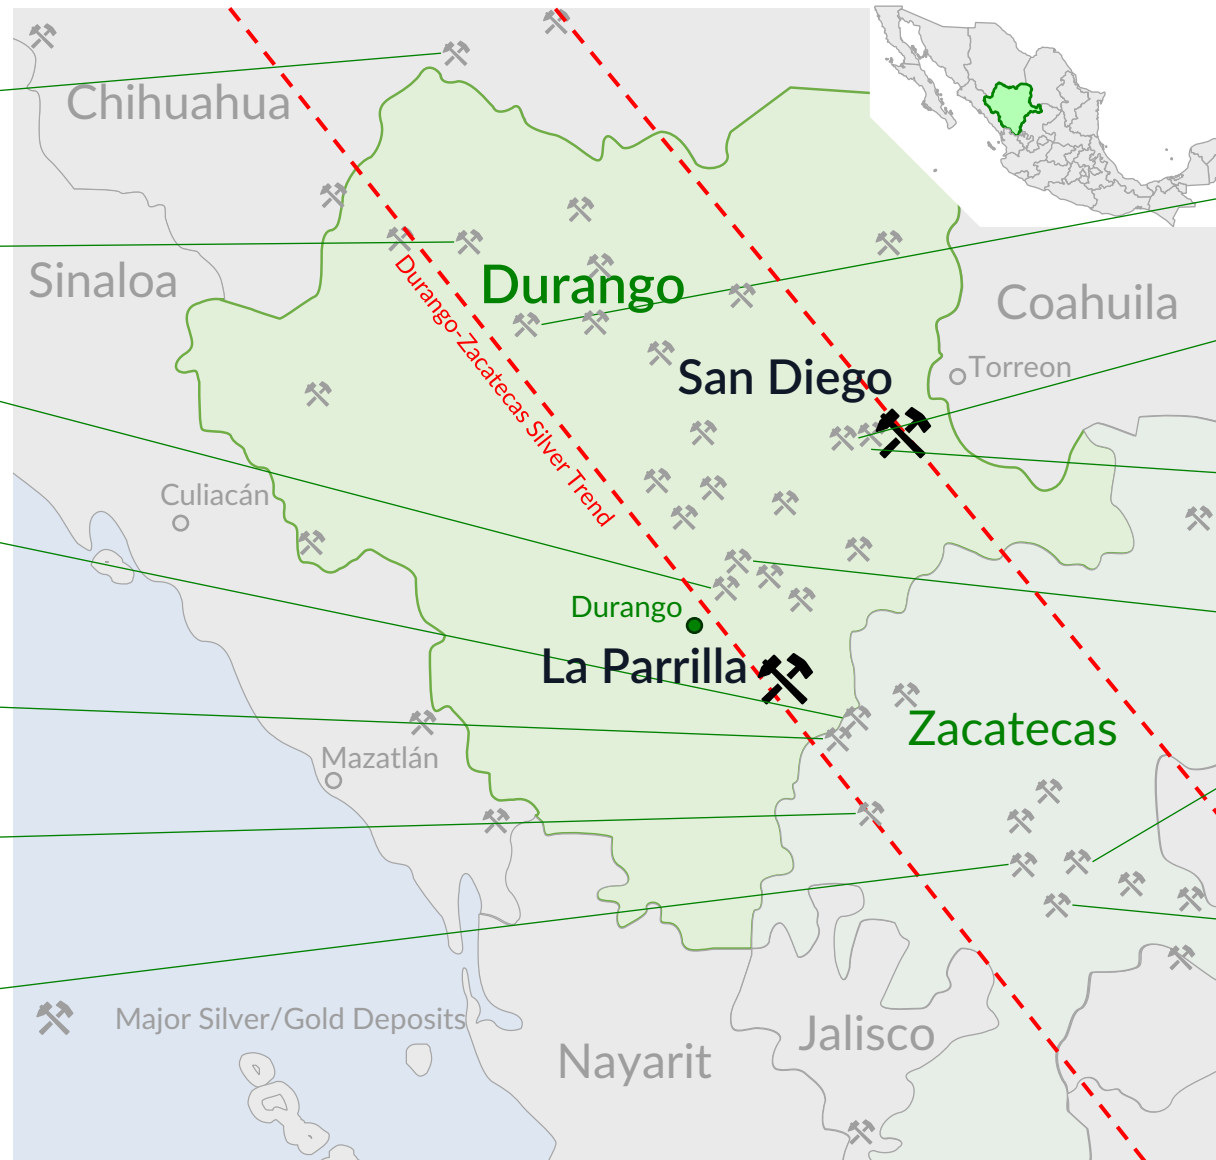 Chihuahua
Sinaloa
Durango
Coahuila
Durango-Zacatecas Silver Trend
San Diego
Torreon
Culiacán
Durango
La Parrilla
Zacatecas
Mazatlán
Major Silver/Gold Deposits
Jalisco
Nayarit